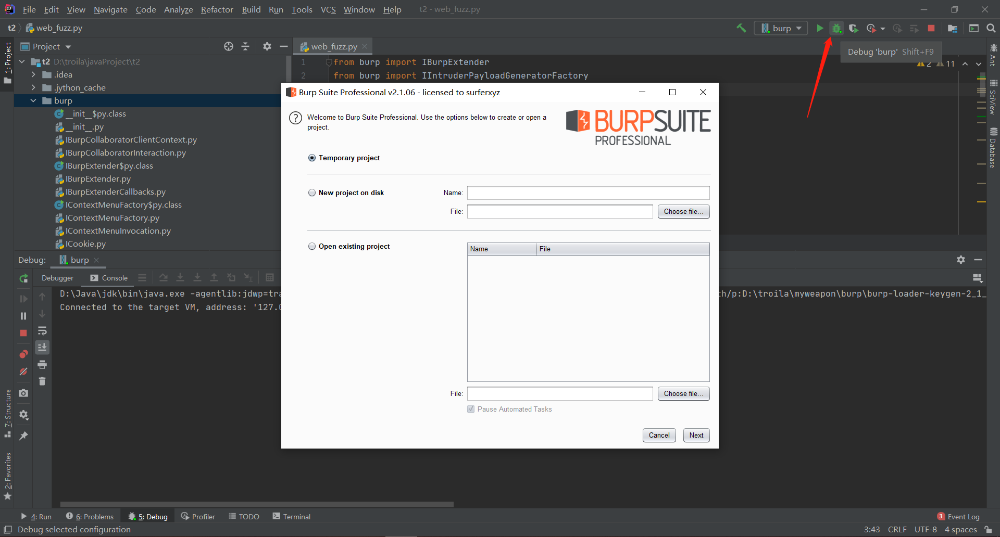 File Edit View Navigate Code Analyze Refactor Build Run Tools VCS Window Help t2 - web_fuzz.py
t2 web_fuzz.py burp
Debug 'burp' Shift+F9
Project web_fuzz.py ×
2 11
1: Project
t2 D:\troila\javaProject\t2
.idea
.jython_cache
burp
__init__$py.class
__init__.py
IBurpCollaboratorClientContext.py
IBurpCollaboratorInteraction.py
IBurpExtender$py.class
IBurpExtender.py
IBurpExtenderCallbacks.py
IContextMenuFactory$py.class
IContextMenuFactory.py
IContextMenuInvocation.py
ICookie.py
1 from burp import IBurpExtender
2 from burp import IIntruderPayloadGeneratorFactory
Ant
SciView
Database
Burp Suite Professional v2.1.06 - licensed to surferxyz
Welcome to Burp Suite Professional. Use the options below to create or open a
project.
BURPSUITE
PROFESSIONAL
Temporary project
New project on disk Name:
File: Choose file...
Open existing project Name File
File: Choose file...
Pause Automated Tasks
Cancel Next
Debug: burp ×
Debugger Console
D:\Java\jdk\bin\java.exe -agentlib:jdwp=tra
th/p:D:\troila\myweapon\burp\burp-loader-keygen-2_1_
Connected to the target VM, address: '127.0
7: Structure
2: Favorites
4: Run 6: Problems 5: Debug Profiler TODO Terminal 3 Event Log
Debug selected configuration 3:43 CRLF UTF-8 4 spaces